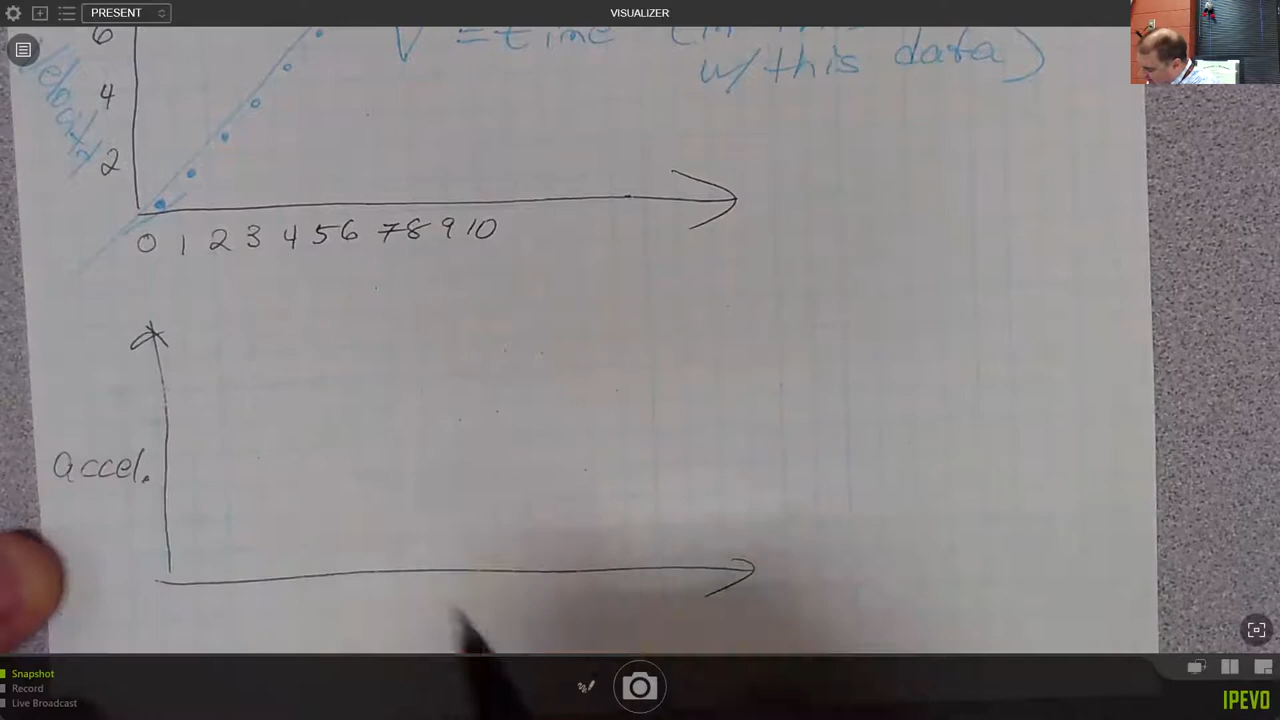 PRESENT
VISUALIZER
6
V = time
w/ this data)
velocity
4
2
0 1 2 3 4 5 6 7 8 9 10
accel.
Snapshot
Record
Live Broadcast
IPEVO